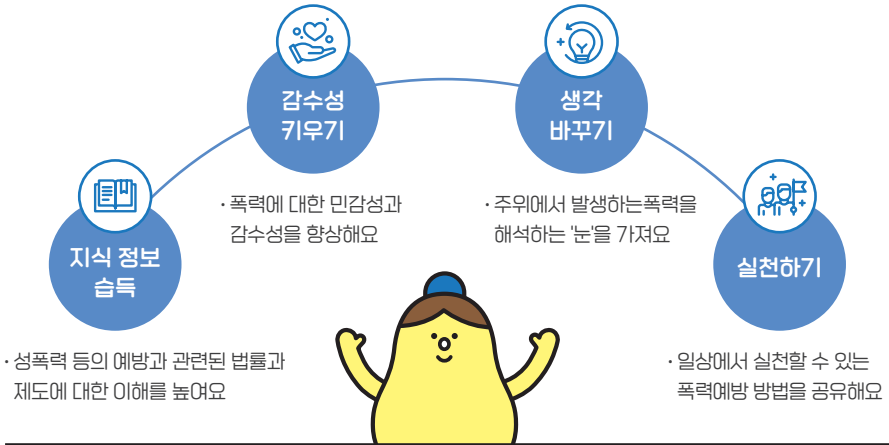 지식 정보
습득
· 성폭력 등의 예방과 관련된 법률과
제도에 대한 이해를 높여요
감수성
키우기
· 폭력에 대한 민감성과
감수성을 향상해요
생각
바꾸기
· 주위에서 발생하는폭력을
해석하는 '눈'을 가져요
실천하기
· 일상에서 실천할 수 있는
폭력예방 방법을 공유해요